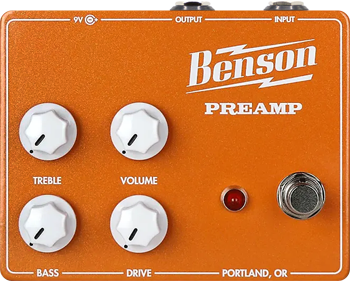 9V OUTPUT INPUT
Benson
PREAMP
TREBLE VOLUME
BASS DRIVE PORTLAND, OR